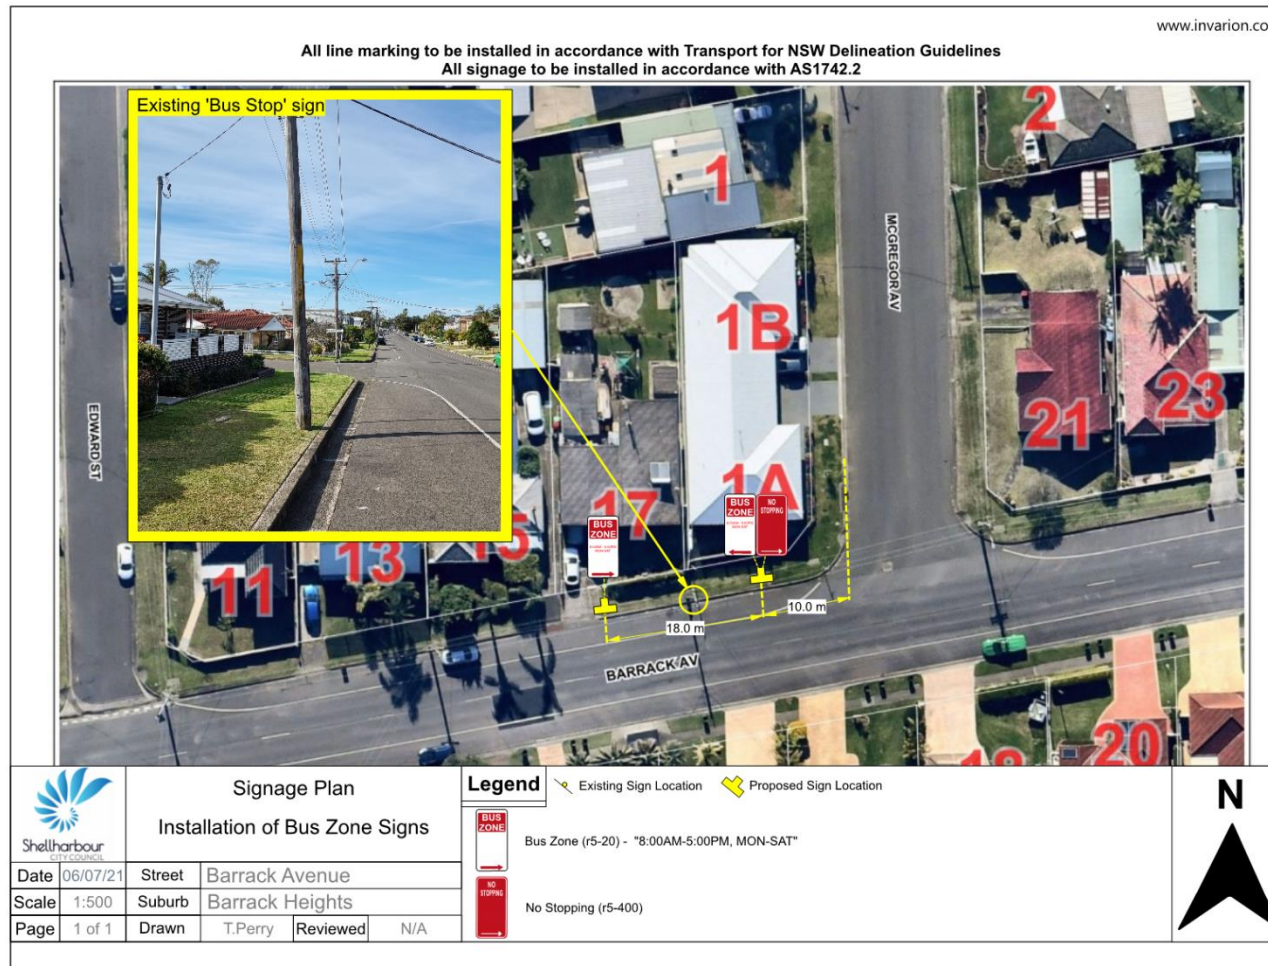 www.invarion.co
All line marking to be installed in accordance with Transport for NSW Delineation Guidelines
All signage to be installed in accordance with AS1742.2
Existing 'Bus Stop' sign
2
1
1B
1A
MCGREGOR AV
EDWARD ST
21
23
11
13
15
17
BUS
ZONE
BUS
ZONE
NO
STOPPING
18.0 m
10.0 m
BARRACK AV
18
20
Shellharbour
CITY COUNCIL
Signage Plan
Installation of Bus Zone Signs
Date 06/07/21 Street Barrack Avenue
Scale 1:500 Suburb Barrack Heights
Page 1 of 1 Drawn T.Perry Reviewed N/A
Legend Existing Sign Location Proposed Sign Location
BUS
ZONE
Bus Zone (r5-20) - "8:00AM-5:00PM, MON-SAT"
NO
STOPPING
No Stopping (r5-400)
N